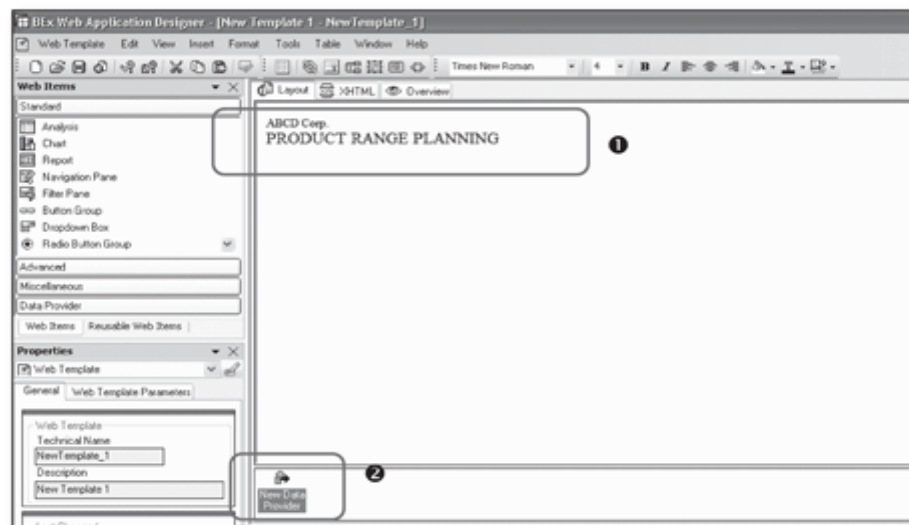 BEx Web Application Designer - [New Template 1 - NewTemplate_1]
Web Template Edit View Insert Format Tools Table Window Help
Times New Roman 4 B I
Web Items
Layout XHTML Overview
Standard
Analysis
Chart
Report
Navigation Pane
Filter Pane
Button Group
Dropdown Box
Radio Button Group
Advanced
Miscellaneous
Data Provider
Web Items Reusable Web Items
ABCD Corp.
PRODUCT RANGE PLANNING
❶
Properties
Web Template
General Web Template Parameters
Web Template
Technical Name
NewTemplate_1
Description
New Template 1
New Data
Provider
❷